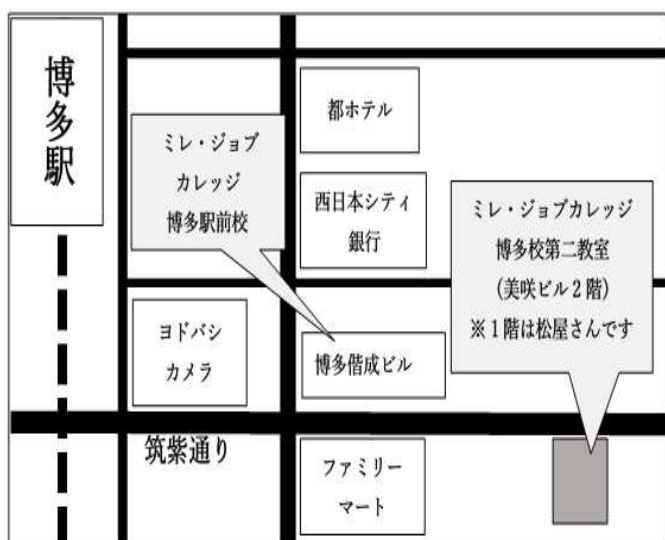 博多駅
都ホテル
ミレ・ジョブ
カレッジ
博多駅前校
西日本シティ
銀行
ミレ・ジョブカレッジ
博多校第二教室
(美咲ビル2階)
※1階は松屋さんです
ヨドバシ
カメラ
博多偕成ビル
筑紫通り
ファミリー
マート